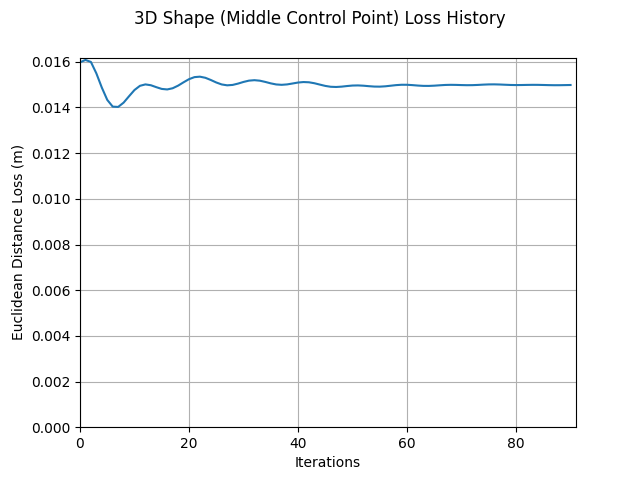 3D Shape (Middle Control Point) Loss History
0.016
0.014
0.012
0.010
0.008
0.006
0.004
0.002
0.000
Euclidean Distance Loss (m)
0 20 40 60 80
Iterations